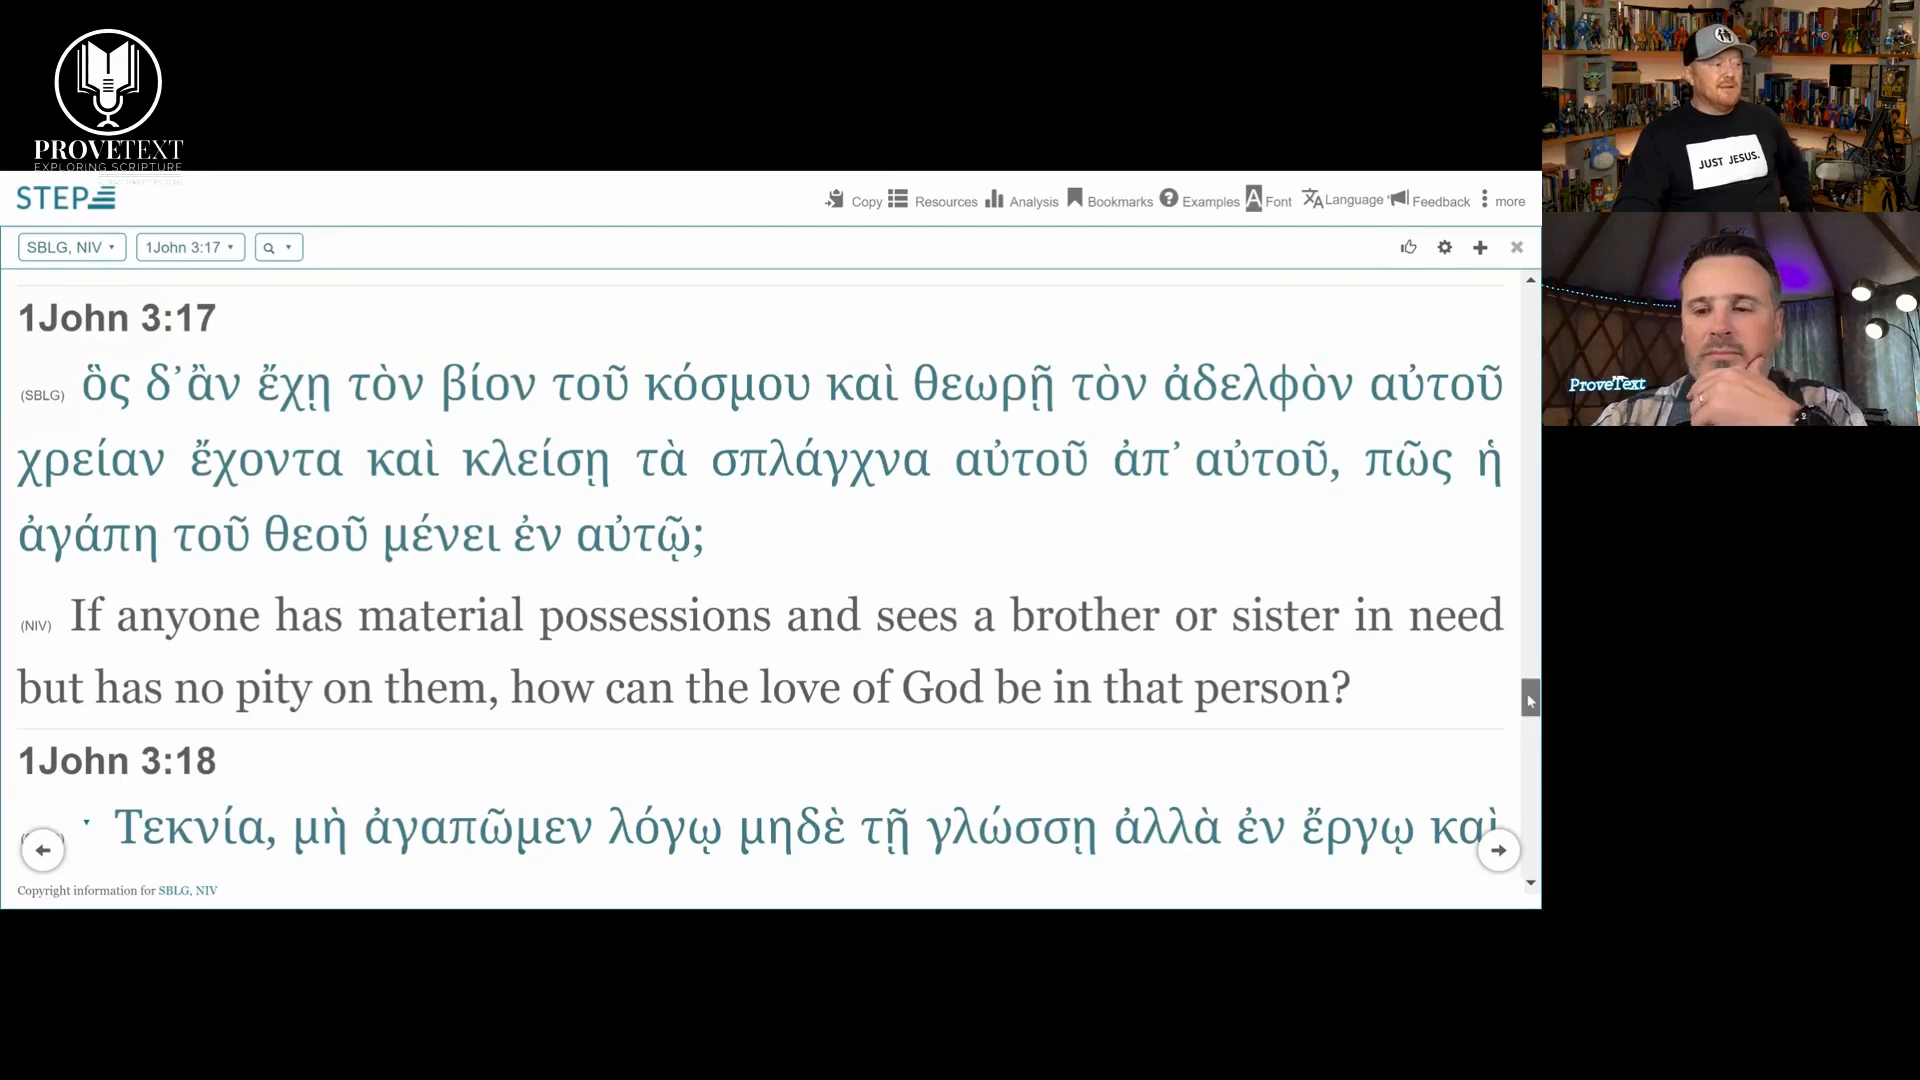 PROVETEXT
EXPLORING SCRIPTURE
STEP
Copy Resources Analysis Bookmarks Examples A Font Language Feedback more
SBLG, NIV 1John 3:17
1John 3:17
(SBLG) ὃς δ’ ἂν ἔχῃ τὸν βίον τοῦ κόσμου καὶ θεωρῇ τὸν ἀδελφὸν αὐτοῦ
χρείαν ἔχοντα καὶ κλείσῃ τὰ σπλάγχνα αὐτοῦ ἀπ’ αὐτοῦ, πῶς ἡ
ἀγάπη τοῦ θεοῦ μένει ἐν αὐτῷ;
(NIV) If anyone has material possessions and sees a brother or sister in need
but has no pity on them, how can the love of God be in that person?
1John 3:18
Τεκνία, μὴ ἀγαπῶμεν λόγῳ μηδὲ τῇ γλώσσῃ ἀλλὰ ἐν ἔργῳ καὶ
Copyright information for SBLG, NIV
JUST JESUS.
ProveText